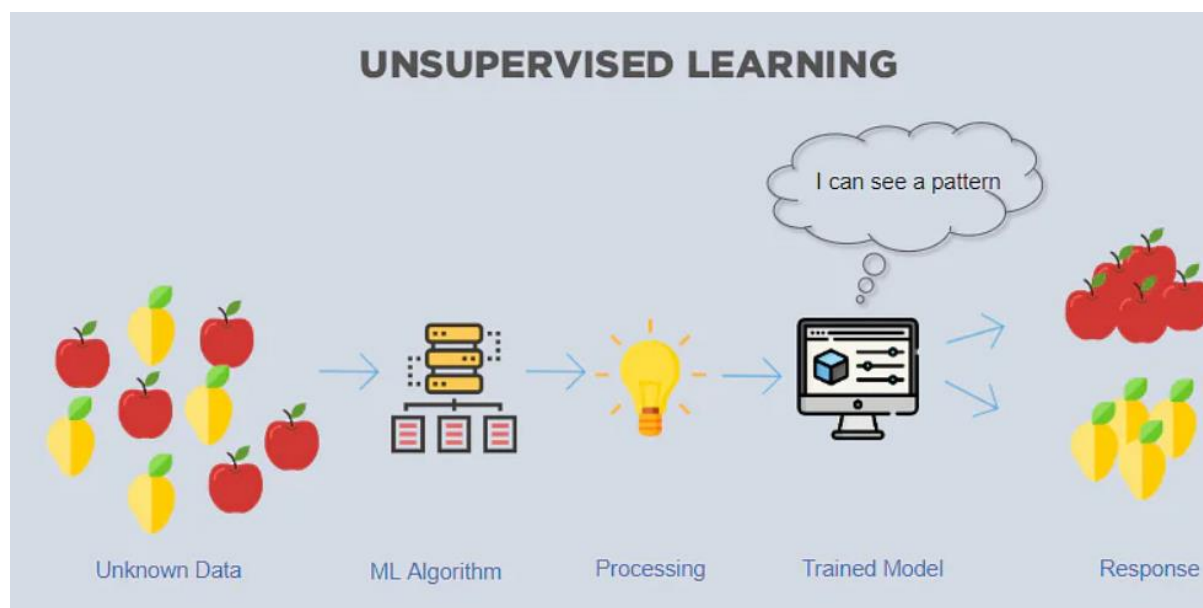 UNSUPERVISED LEARNING
I can see a pattern
Unknown Data
ML Algorithm
Processing
Trained Model
Response